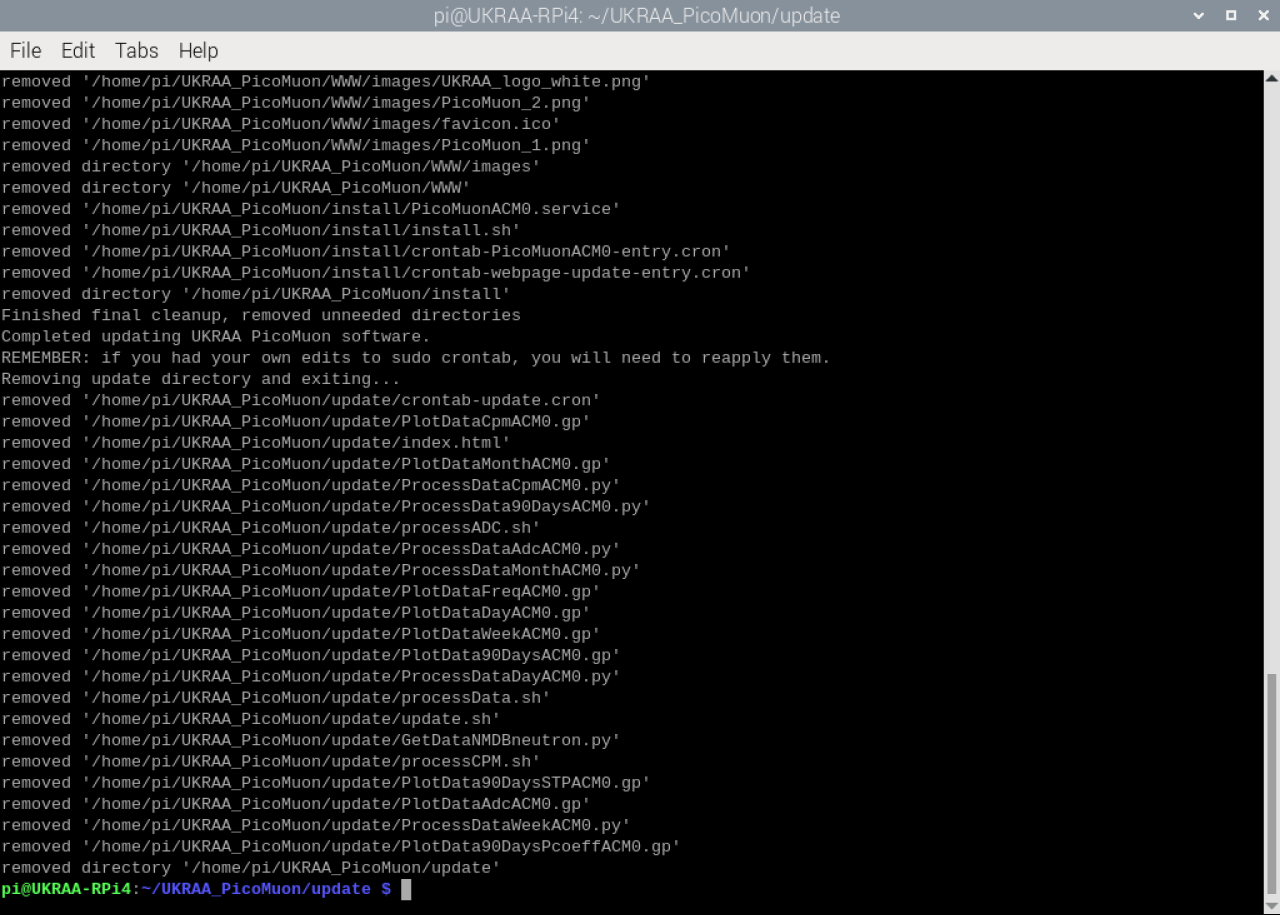 pi@UKRAA-RPi4: ~/UKRAA_PicoMuon/update
File Edit Tabs Help
removed '/home/pi/UKRAA_PicoMuon/WWW/images/UKRAA_logo_white.png'
removed '/home/pi/UKRAA_PicoMuon/WWW/images/PicoMuon_2.png'
removed '/home/pi/UKRAA_PicoMuon/WWW/images/favicon.ico'
removed '/home/pi/UKRAA_PicoMuon/WWW/images/PicoMuon_1.png'
removed directory '/home/pi/UKRAA_PicoMuon/WWW/images'
removed directory '/home/pi/UKRAA_PicoMuon/WWW'
removed '/home/pi/UKRAA_PicoMuon/install/PicoMuonACM0.service'
removed '/home/pi/UKRAA_PicoMuon/install/install.sh'
removed '/home/pi/UKRAA_PicoMuon/install/crontab-PicoMuonACM0-entry.cron'
removed '/home/pi/UKRAA_PicoMuon/install/crontab-webpage-update-entry.cron'
removed directory '/home/pi/UKRAA_PicoMuon/install'
Finished final cleanup, removed unneeded directories
Completed updating UKRAA PicoMuon software.
REMEMBER: if you had your own edits to sudo crontab, you will need to reapply them.
Removing update directory and exiting...
removed '/home/pi/UKRAA_PicoMuon/update/crontab-update.cron'
removed '/home/pi/UKRAA_PicoMuon/update/PlotDataCpmACM0.gp'
removed '/home/pi/UKRAA_PicoMuon/update/index.html'
removed '/home/pi/UKRAA_PicoMuon/update/PlotDataMonthACM0.gp'
removed '/home/pi/UKRAA_PicoMuon/update/ProcessDataCpmACM0.py'
removed '/home/pi/UKRAA_PicoMuon/update/ProcessData90DaysACM0.py'
removed '/home/pi/UKRAA_PicoMuon/update/processADC.sh'
removed '/home/pi/UKRAA_PicoMuon/update/ProcessDataAdcACM0.py'
removed '/home/pi/UKRAA_PicoMuon/update/ProcessDataMonthACM0.py'
removed '/home/pi/UKRAA_PicoMuon/update/PlotDataFreqACM0.gp'
removed '/home/pi/UKRAA_PicoMuon/update/PlotDataDayACM0.gp'
removed '/home/pi/UKRAA_PicoMuon/update/PlotDataWeekACM0.gp'
removed '/home/pi/UKRAA_PicoMuon/update/PlotData90DaysACM0.gp'
removed '/home/pi/UKRAA_PicoMuon/update/ProcessDataDayACM0.py'
removed '/home/pi/UKRAA_PicoMuon/update/processData.sh'
removed '/home/pi/UKRAA_PicoMuon/update/update.sh'
removed '/home/pi/UKRAA_PicoMuon/update/GetDataNMDBneutron.py'
removed '/home/pi/UKRAA_PicoMuon/update/processCPM.sh'
removed '/home/pi/UKRAA_PicoMuon/update/PlotData90DaysSTPACM0.gp'
removed '/home/pi/UKRAA_PicoMuon/update/PlotDataAdcACM0.gp'
removed '/home/pi/UKRAA_PicoMuon/update/ProcessDataWeekACM0.py'
removed '/home/pi/UKRAA_PicoMuon/update/PlotData90DaysPcoeffACM0.gp'
removed directory '/home/pi/UKRAA_PicoMuon/update'
pi@UKRAA-RPi4:~/UKRAA_PicoMuon/update $